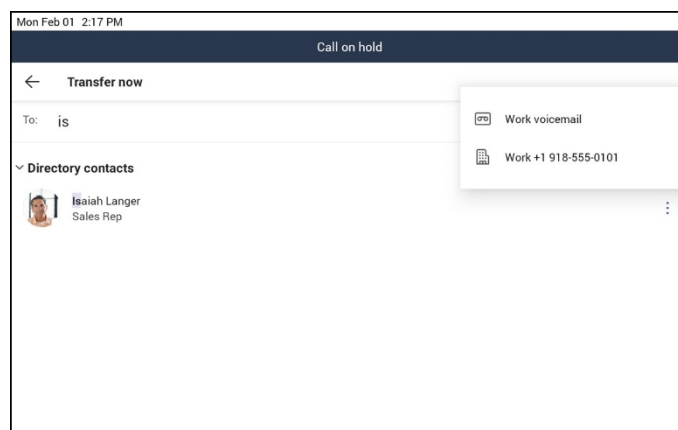 Mon Feb 01 2:17 PM
Call on hold
Transfer now
To: is
Work voicemail
Work +1 918-555-0101
Directory contacts
Isaiah Langer
Sales Rep